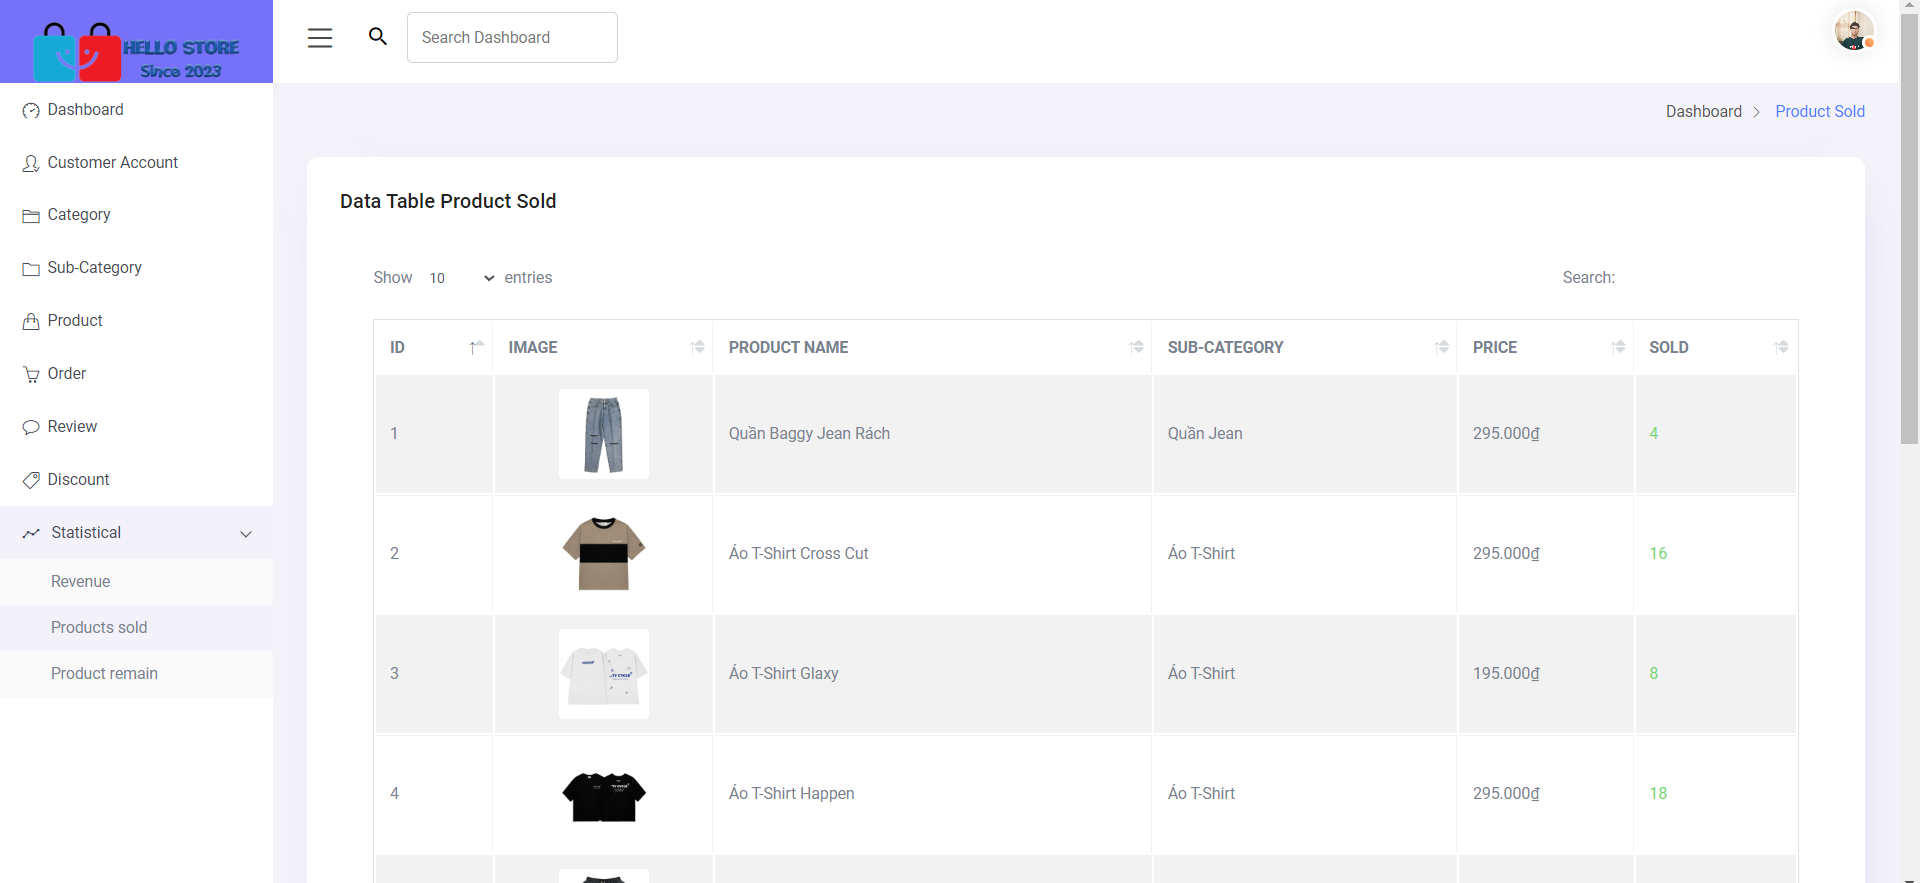 HELLO STORE
Since 2023
Search Dashboard
Dashboard
Customer Account
Category
Sub-Category
Product
Order
Review
Discount
Statistical
Revenue
Products sold
Product remain
Dashboard > Product Sold
Data Table Product Sold
Show 10 entries
Search:
ID IMAGE PRODUCT NAME SUB-CATEGORY PRICE SOLD
1 Quần Baggy Jean Rách Quần Jean 295.000₫ 4
2 Áo T-Shirt Cross Cut Áo T-Shirt 295.000₫ 16
3 Áo T-Shirt Glaxy Áo T-Shirt 195.000₫ 8
4 Áo T-Shirt Happen Áo T-Shirt 295.000₫ 18